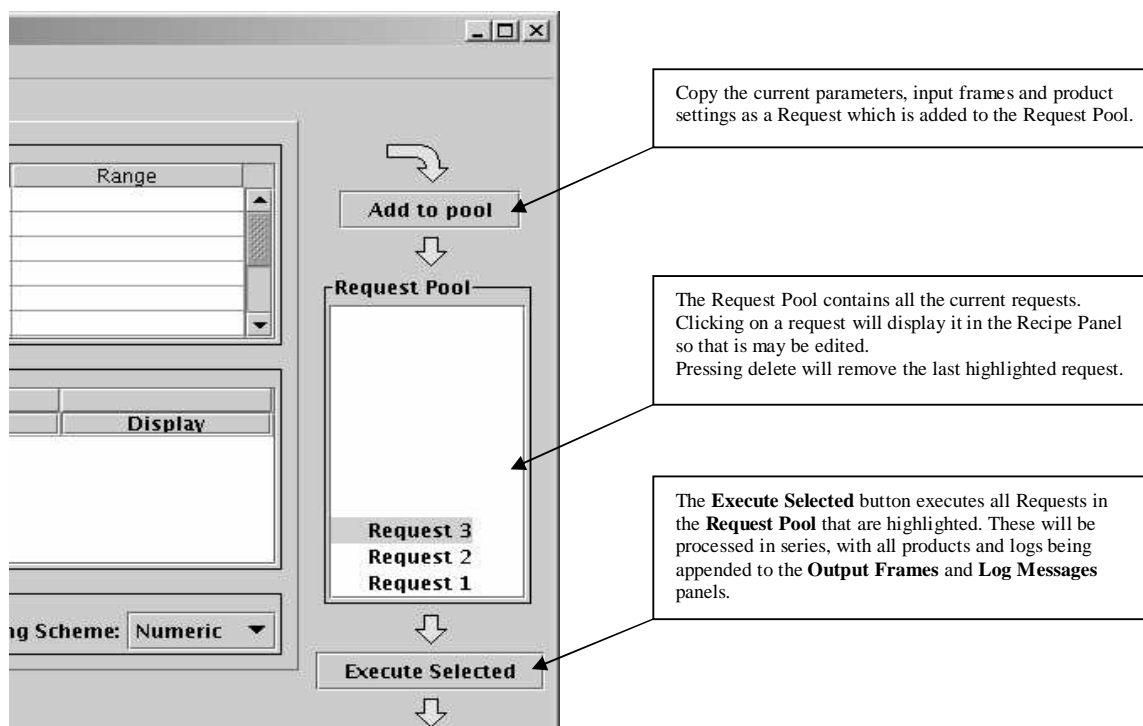 Copy the current parameters, input frames and product
settings as a Request which is added to the Request Pool.
Range
Add to pool
Request Pool
The Request Pool contains all the current requests.
Clicking on a request will display it in the Recipe Panel
so that is may be edited.
Pressing delete will remove the last highlighted request.
Display
The Execute Selected button executes all Requests in
the Request Pool that are highlighted. These will be
processed in series, with all products and logs being
appended to the Output Frames and Log Messages
panels.
Request 3
Request 2
Request 1
ng Scheme: Numeric
Execute Selected